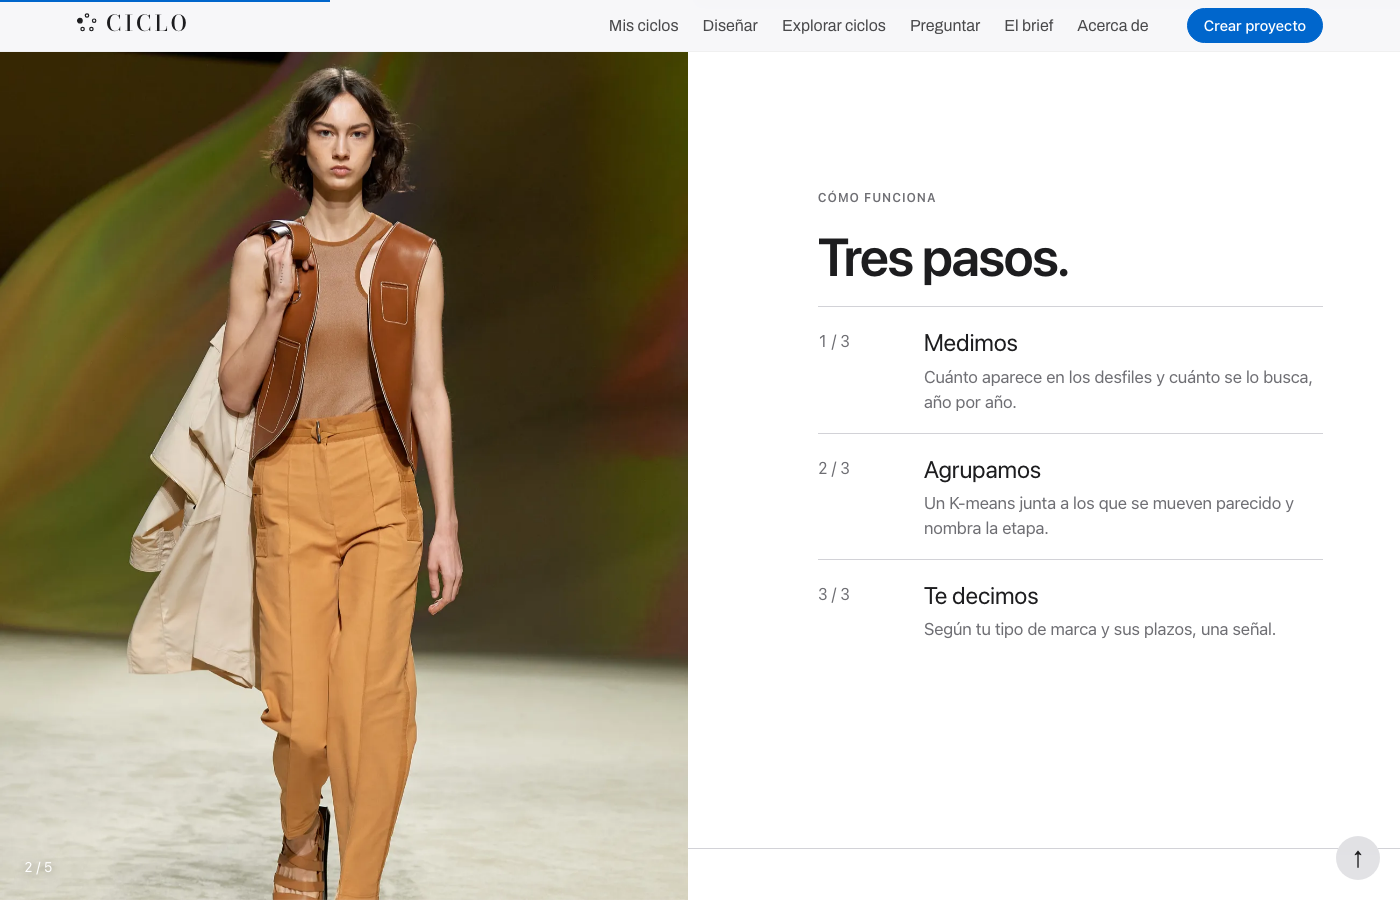 CICLO
Mis ciclos
Diseñar
Explorar ciclos
Preguntar
El brief
Acerca de
Crear proyecto
CÓMO FUNCIONA
Tres pasos.
1 / 3
Medimos
Cuánto aparece en los desfiles y cuánto se lo busca,
año por año.
2 / 3
Agrupamos
Un K-means junta a los que se mueven parecido y
nombra la etapa.
3 / 3
Te decimos
Según tu tipo de marca y sus plazos, una señal.
2 / 5
↑